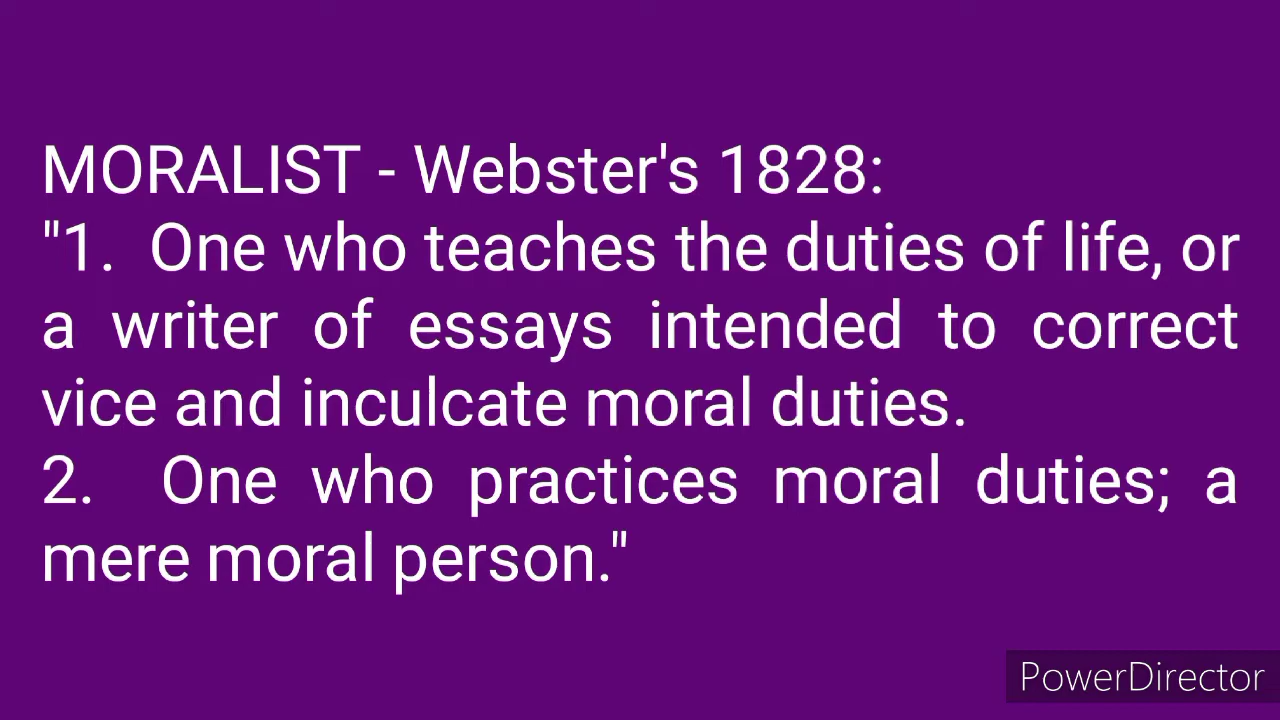 MORALIST - Webster's 1828:
"1. One who teaches the duties of life, or
a writer of essays intended to correct
vice and inculcate moral duties.
2. One who practices moral duties; a
mere moral person."
PowerDirector